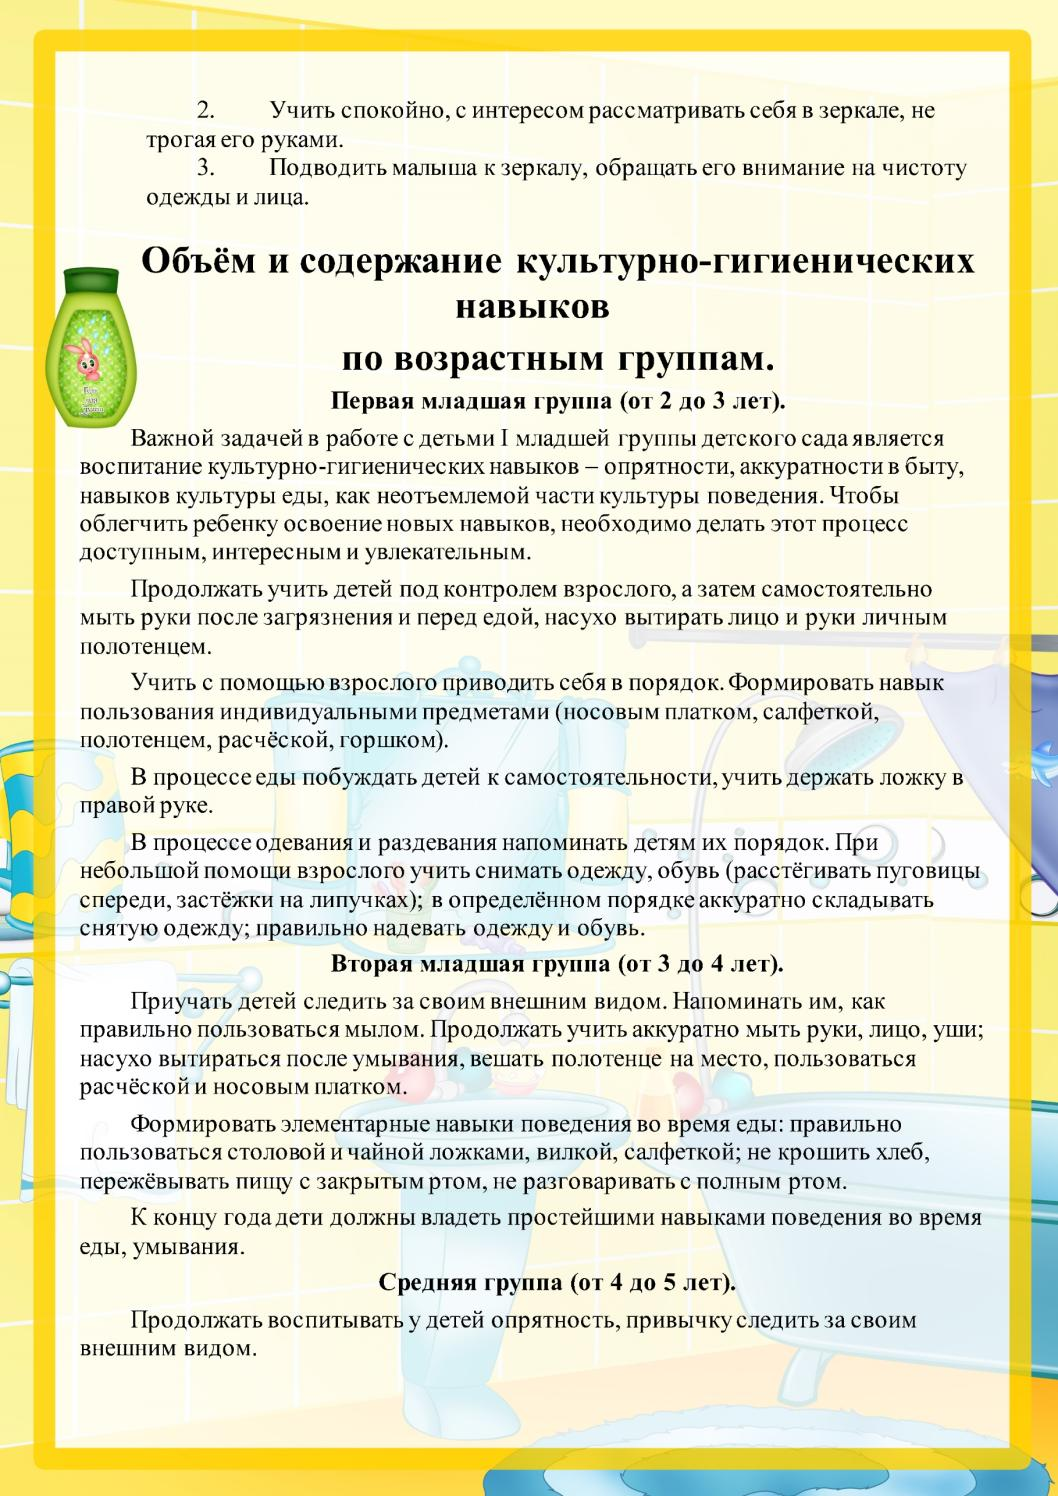 2. Учить спокойно, с интересом рассматривать себя в зеркале, не
трогая его руками.
3. Подводить малыша к зеркалу, обращать его внимание на чистоту
одежды и лица.
Объём и содержание культурно-гигиенических
навыков
по возрастным группам.
Первая младшая группа (от 2 до 3 лет).
Важной задачей в работе с детьми I младшей группы детского сада является
воспитание культурно-гигиенических навыков – опрятности, аккуратности в быту,
навыков культуры еды, как неотъемлемой части культуры поведения. Чтобы
облегчить ребенку освоение новых навыков, необходимо делать этот процесс
доступным, интересным и увлекательным.
Продолжать учить детей под контролем взрослого, а затем самостоятельно
мыть руки после загрязнения и перед едой, насухо вытирать лицо и руки личным
полотенцем.
Учить с помощью взрослого приводить себя в порядок. Формировать навык
пользования индивидуальными предметами (носовым платком, салфеткой,
полотенцем, расчёской, горшком).
В процессе еды побуждать детей к самостоятельности, учить держать ложку в
правой руке.
В процессе одевания и раздевания напоминать детям их порядок. При
небольшой помощи взрослого учить снимать одежду, обувь (расстёгивать пуговицы
спереди, застёжки на липучках); в определённом порядке аккуратно складывать
снятую одежду; правильно надевать одежду и обувь.
Вторая младшая группа (от 3 до 4 лет).
Приучать детей следить за своим внешним видом. Напоминать им, как
правильно пользоваться мылом. Продолжать учить аккуратно мыть руки, лицо, уши;
насухо вытираться после умывания, вешать полотенце на место, пользоваться
расчёской и носовым платком.
Формировать элементарные навыки поведения во время еды: правильно
пользоваться столовой и чайной ложками, вилкой, салфеткой; не крошить хлеб,
пережёвывать пищу с закрытым ртом, не разговаривать с полным ртом.
К концу года дети должны владеть простейшими навыками поведения во время
еды, умывания.
Средняя группа (от 4 до 5 лет).
Продолжать воспитывать у детей опрятность, привычку следить за своим
внешним видом.